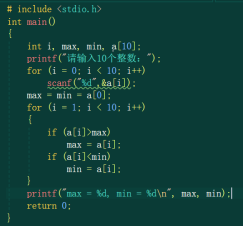 # include <stdio.h>
int main()
{
int i, max, min, a[10];
printf("请输入10个整数：");
for (i = 0; i < 10; i++)
scanf("%d",&a[i]);
max = min = a[0];
for (i = 1; i < 10; i++)
{
if (a[i]>max)
max = a[i];
if (a[i]<min)
min = a[i];
}
printf("max = %d, min = %d\n", max, min);
return 0;
}